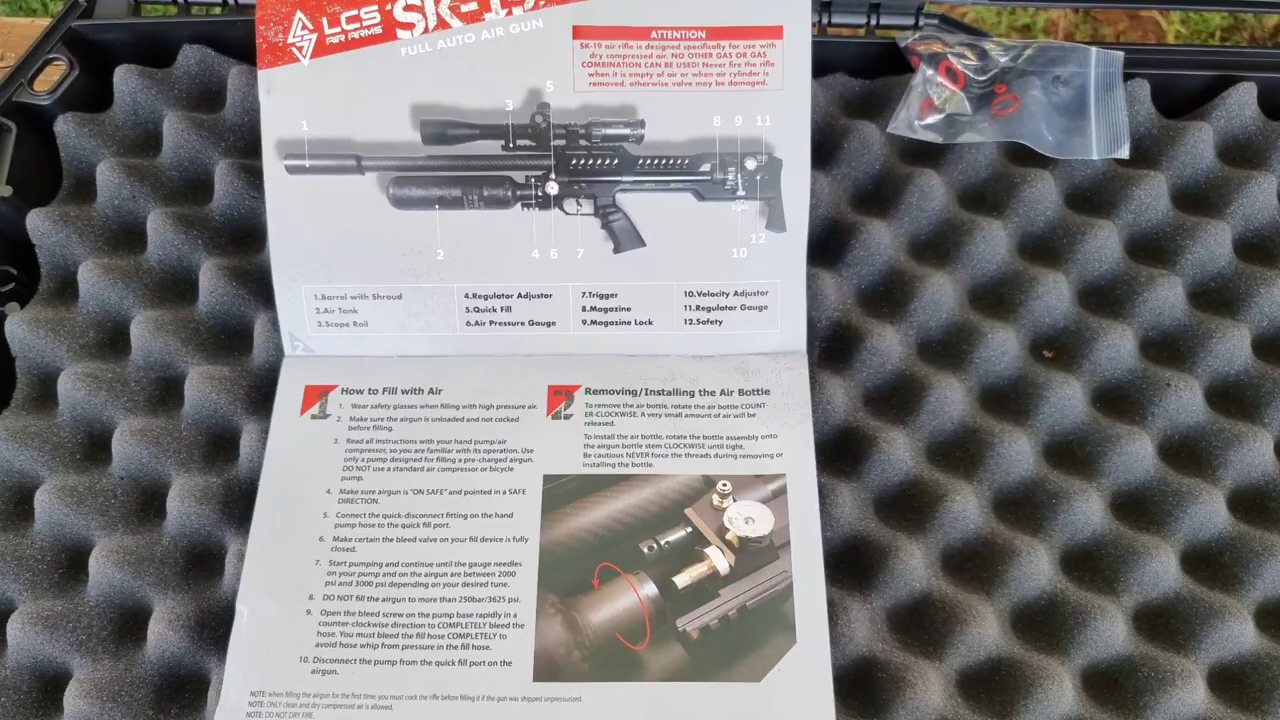 LCS
AIR ARMS
SK-19
FULL AUTO AIR GUN
ATTENTION
SK-19 air rifle is designed specifically for use with
dry compressed air. NO OTHER GAS OR GAS
COMBINATION CAN BE USED! Never fire the rifle
when it is empty of air or when air cylinder is
removed, otherwise valve may be damaged.
5
3
1
8 9 11
2
4 6 7
12
10
1.Barrel with Shroud
2.Air Tank
3.Scope Rail
4.Regulator Adjustor
5.Quick Fill
6.Air Pressure Gauge
7.Trigger
8.Magazine
9.Magazine Lock
10.Velocity Adjustor
11.Regulator Gauge
12.Safety
2
1 How to Fill with Air
1. Wear safety glasses when filling with high pressure air.
2. Make sure the airgun is unloaded and not cocked
before filling.
3. Read all instructions with your hand pump/air
compressor, so you are familiar with its operation. Use
only a pump designed for filling a pre-charged airgun.
DO NOT use a standard air compressor or bicycle
pump.
4. Make sure airgun is "ON SAFE" and pointed in a SAFE
DIRECTION.
5. Connect the quick-disconnect fitting on the hand
pump hose to the quick fill port.
6. Make certain the bleed valve on your fill device is fully
closed.
7. Start pumping and continue until the gauge needles
on your pump and on the airgun are between 2000
psi and 3000 psi depending on your desired tune.
8. DO NOT fill the airgun to more than 250bar/3625 psi.
9. Open the bleed screw on the pump base rapidly in a
counter-clockwise direction to COMPLETELY bleed the
hose. You must bleed the fill hose COMPLETELY to
avoid hose whip from pressure in the fill hose.
10. Disconnect the pump from the quick fill port on the
airgun.
2 Removing/Installing the Air Bottle
To remove the air bottle, rotate the air bottle COUNT-
ER-CLOCKWISE. A very small amount of air will be
released.
To install the air bottle, rotate the bottle assembly onto
the airgun bottle stem CLOCKWISE until tight.
Be cautious NEVER force the threads during removing or
installing the bottle.
NOTE: when filling the airgun for the first time, you must cock the rifle before filling it if the gun was shipped unpressurized.
NOTE: ONLY clean and dry compressed air is allowed.
NOTE: DO NOT DRY FIRE.